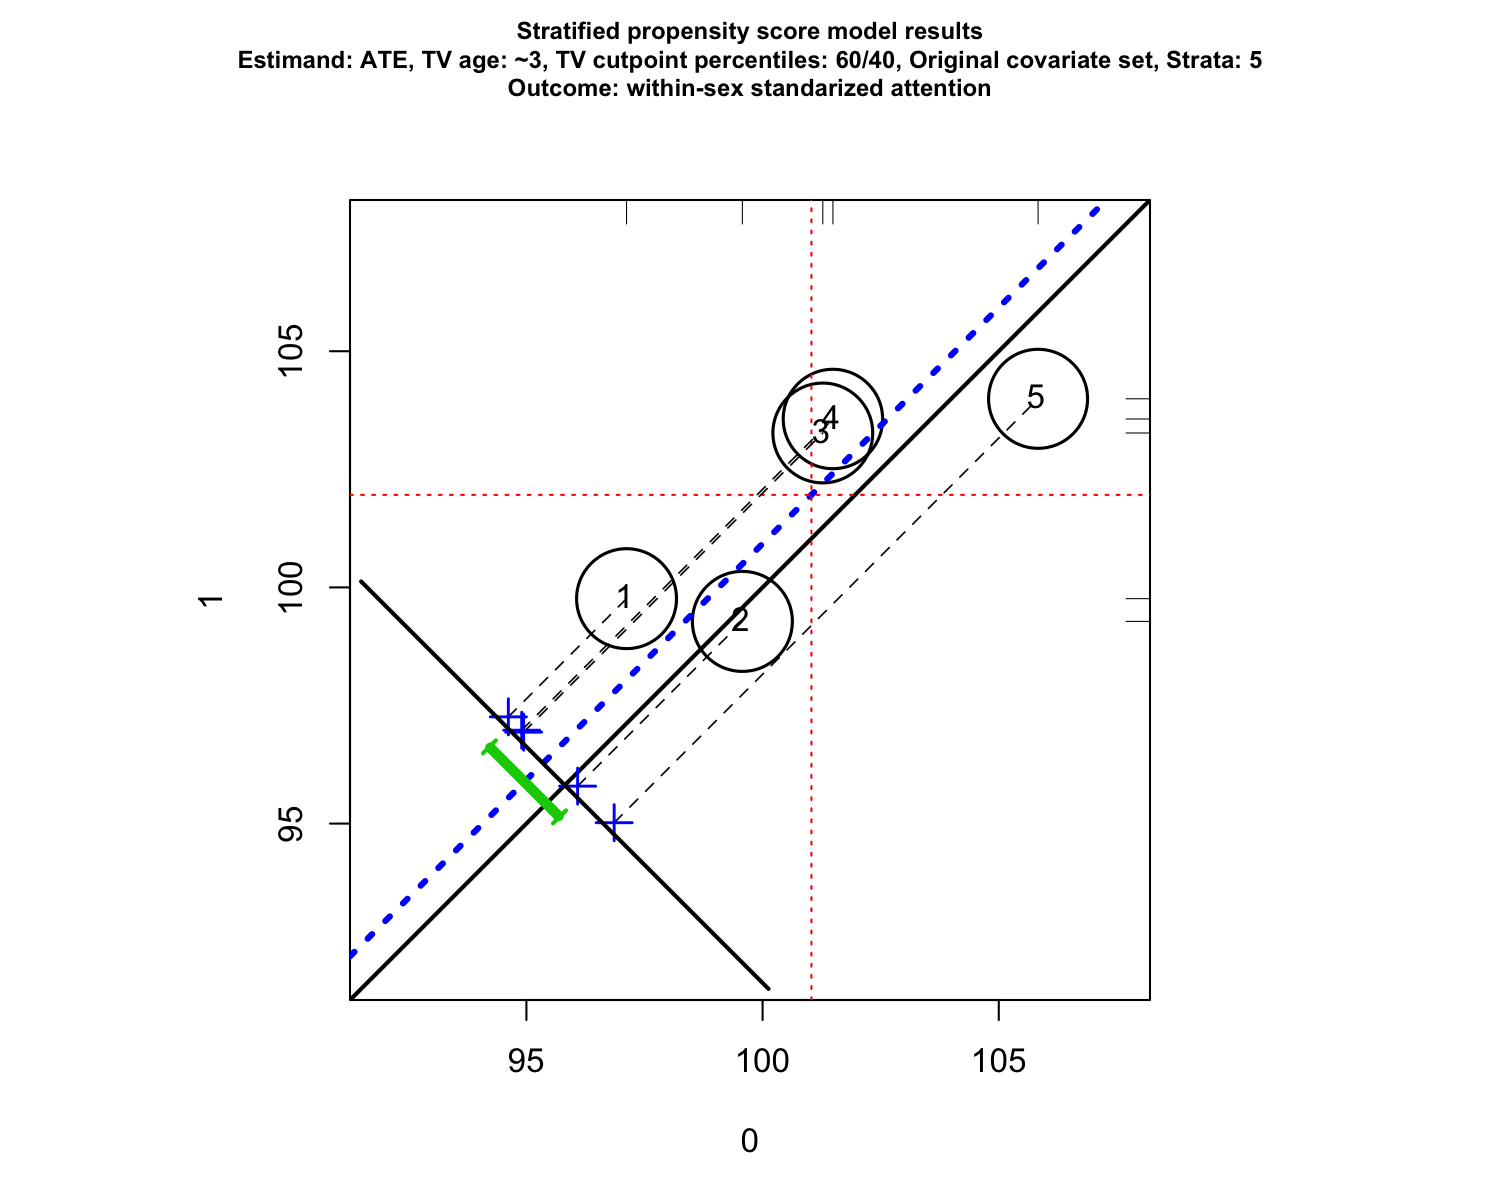 Stratified propensity score model results
Estimand: ATE, TV age: ~3, TV cutpoint percentiles: 60/40, Original covariate set, Strata: 5
Outcome: within-sex standarized attention
105
100
95
1
4
3
5
1
2
95 100 105
0